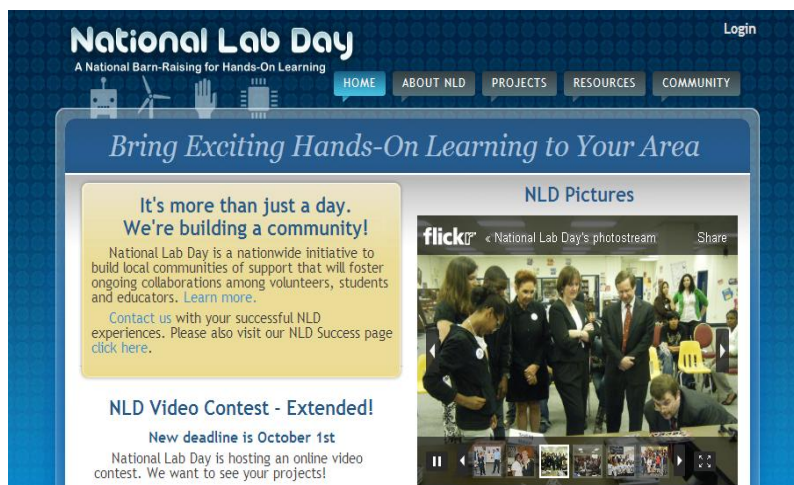 Login
National Lab Day
A National Barn-Raising for Hands-On Learning
HOME ABOUT NLD PROJECTS RESOURCES COMMUNITY
Bring Exciting Hands-On Learning to Your Area
It's more than just a day.
We're building a community!
National Lab Day is a nationwide initiative to
build local communities of support that will foster
ongoing collaborations among volunteers, students
and educators. Learn more.
Contact us with your successful NLD
experiences. Please also visit our NLD Success page
click here.
NLD Video Contest - Extended!
New deadline is October 1st
National Lab Day is hosting an online video
contest. We want to see your projects!
NLD Pictures
flickr « National Lab Day's photostream Share